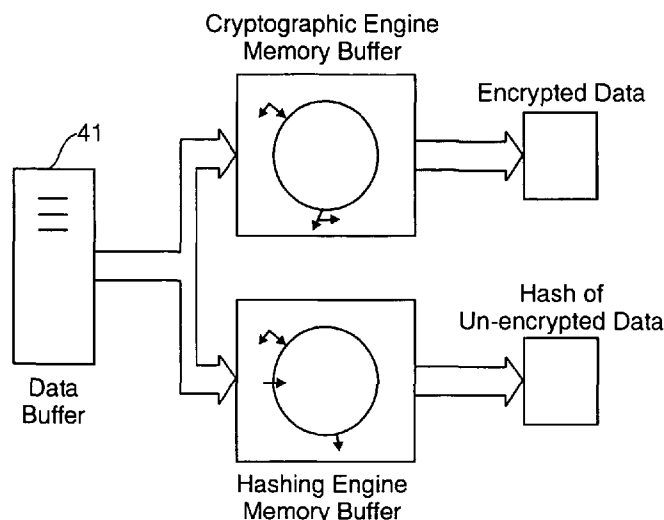 Cryptographic Engine
Memory Buffer
Encrypted Data
41
Data
Buffer
Hash of
Un-encrypted Data
Hashing Engine
Memory Buffer